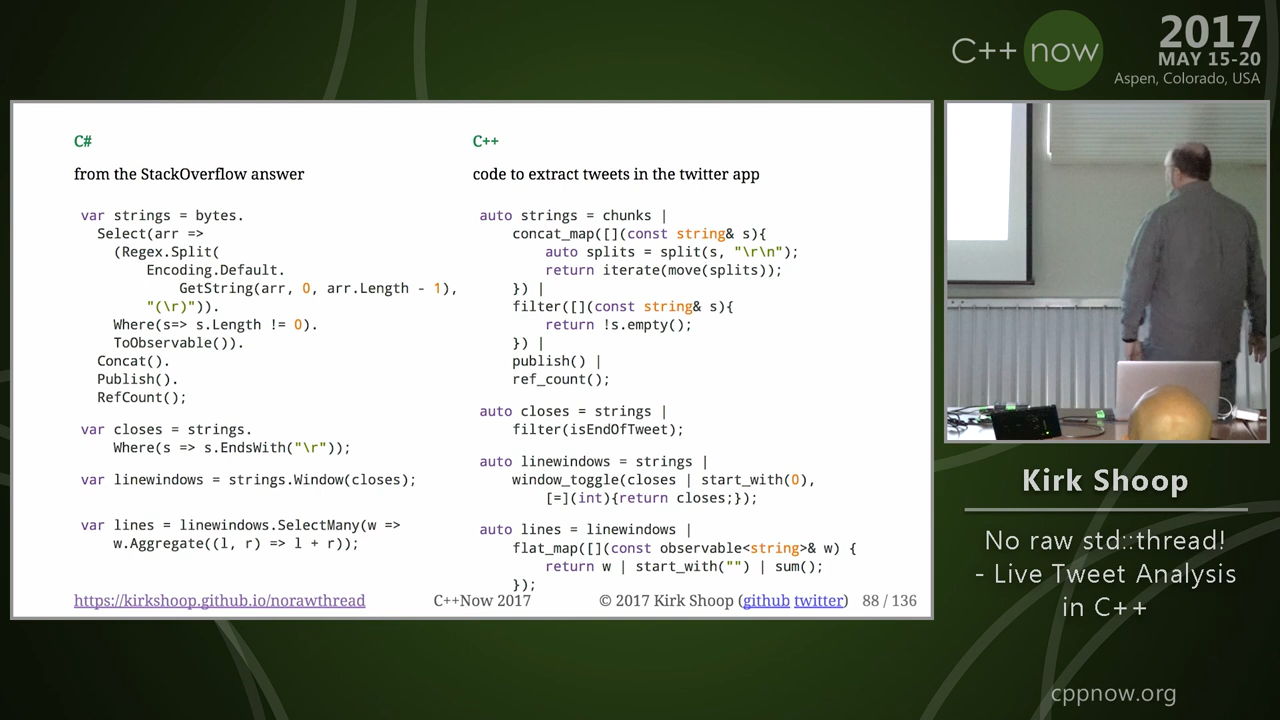 C++ now
2017
MAY 15-20
Aspen, Colorado, USA
C#
from the StackOverflow answer
var strings = bytes.
  Select(arr =>
    (Regex.Split(
        Encoding.Default.
            GetString(arr, 0, arr.Length - 1),
        "(\r)")).
    Where(s=> s.Length != 0).
    ToObservable()).
  Concat().
  Publish().
  RefCount();
var closes = strings.
    Where(s => s.EndsWith("\r"));
var linewindows = strings.Window(closes);
var lines = linewindows.SelectMany(w =>
    w.Aggregate((l, r) => l + r));
C++
code to extract tweets in the twitter app
auto strings = chunks |
    concat_map([](const string& s){
        auto splits = split(s, "\r\n");
        return iterate(move(splits));
    }) |
    filter([](const string& s){
        return !s.empty();
    }) |
    publish() |
    ref_count();
auto closes = strings |
    filter(isEndOfTweet);
auto linewindows = strings |
    window_toggle(closes | start_with(0),
        [=](int){return closes;});
auto lines = linewindows |
    flat_map([](const observable<string>& w) {
        return w | start_with("") | sum();
    });
https://kirkshoop.github.io/norawthread
C++Now 2017
© 2017 Kirk Shoop (github twitter)
88 / 136
Kirk Shoop
No raw std::thread!
- Live Tweet Analysis
in C++
cppnow.org